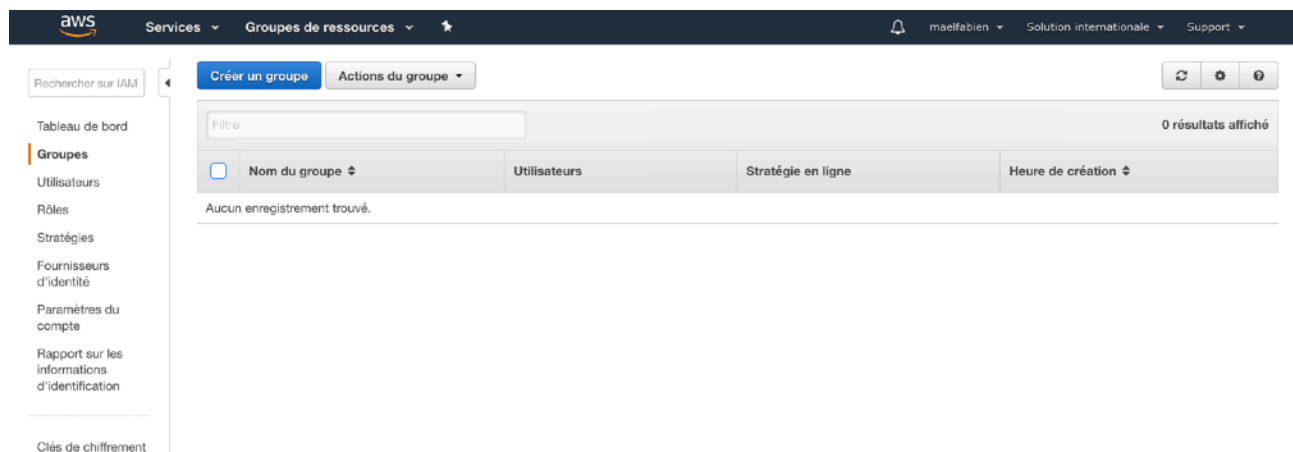 aws Services Groupes de ressources maelfabien Solution internationale Support
Rechercher sur IAM
Créer un groupe Actions du groupe
Filtre 0 résultats affiché
Nom du groupe Utilisateurs Stratégie en ligne Heure de création
Aucun enregistrement trouvé.
Tableau de bord
Groupes
Utilisateurs
Rôles
Stratégies
Fournisseurs
d'identité
Paramètres du
compte
Rapport sur les
informations
d'identification
Clés de chiffrement